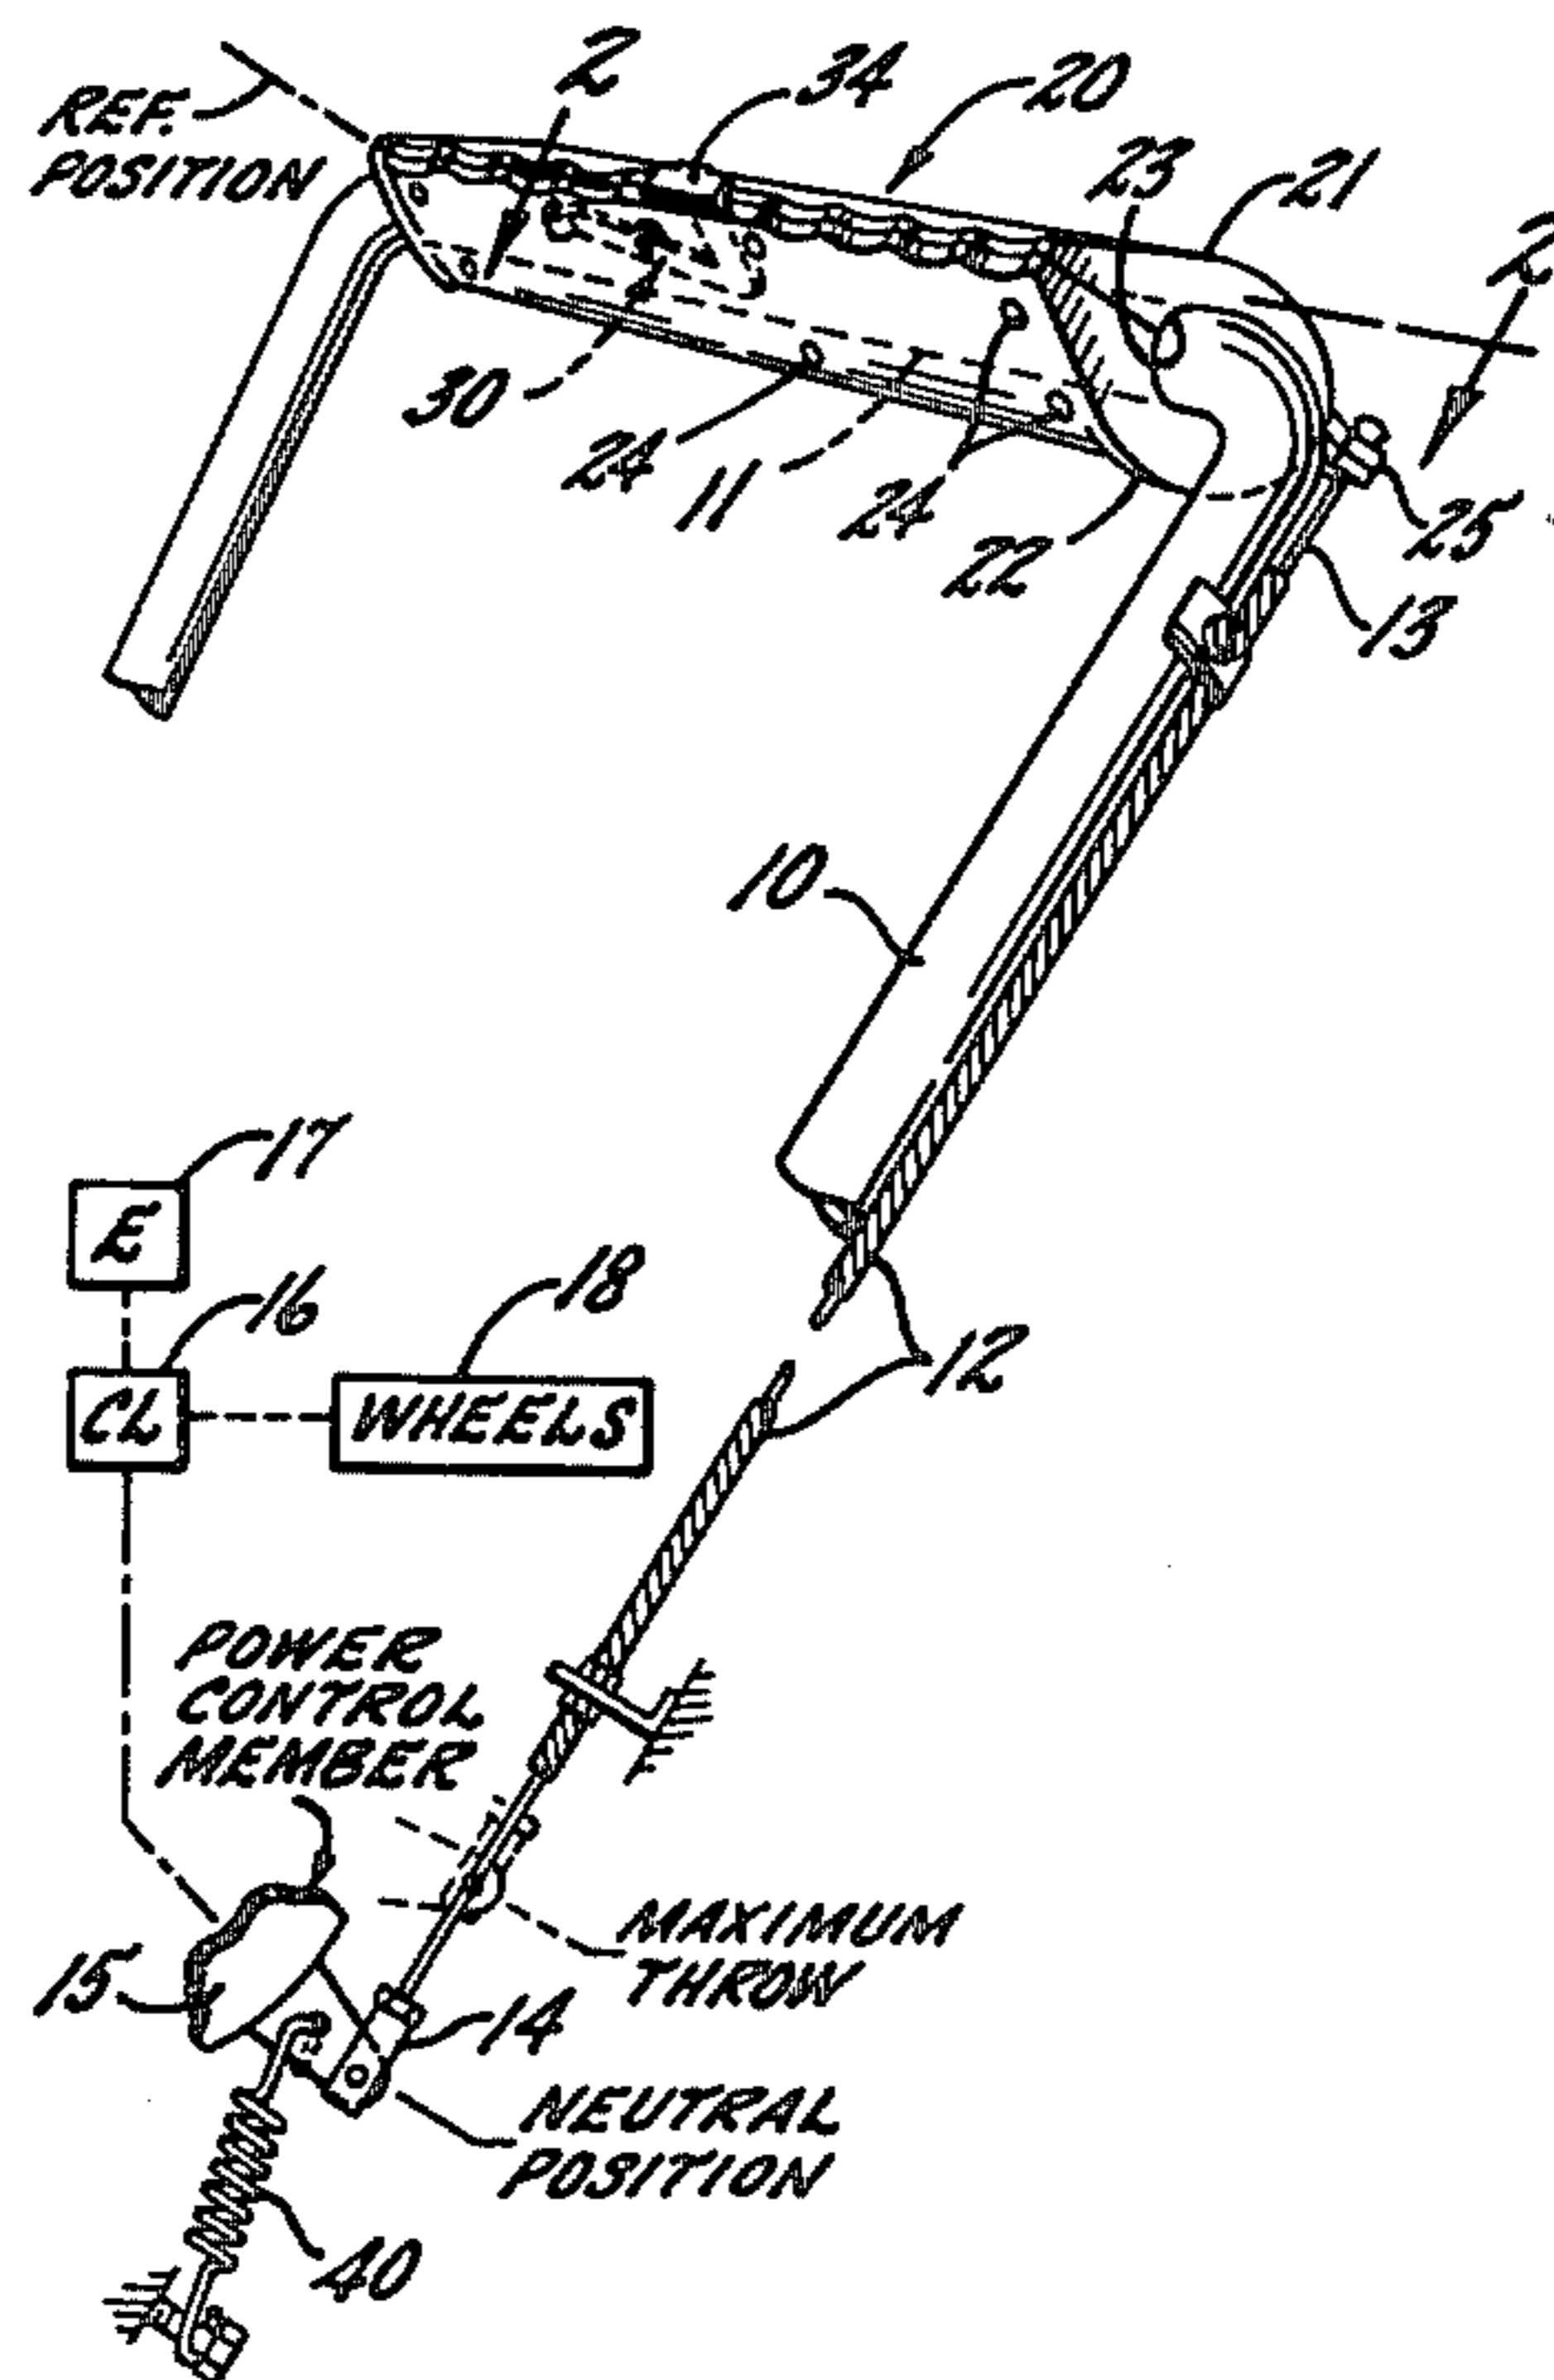 2
34
20
REF.
POSITION
23
21
2
30
24
11
24
22
25
13
10
17
E
16
18
CL
WHEELS
12
POWER
CONTROL
MEMBER
MAXIMUM
THROW
15
14
NEUTRAL
POSITION
40